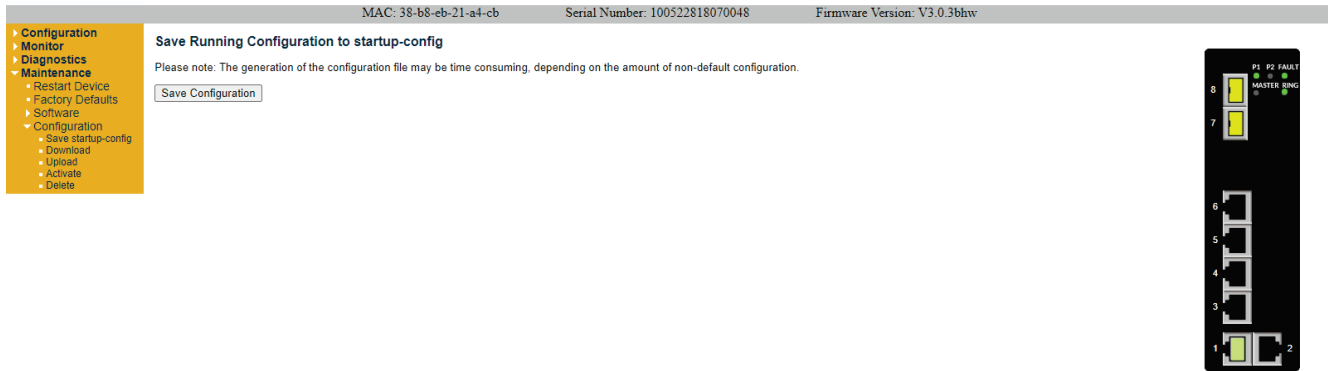 MAC: 38-b8-eb-21-a4-cb Serial Number: 100522818070048 Firmware Version: V3.0.3bhw
Configuration
Monitor
Diagnostics
Maintenance
Restart Device
Factory Defaults
Software
Configuration
Save startup-config
Download
Upload
Activate
Delete
Save Running Configuration to startup-config
Please note: The generation of the configuration file may be time consuming, depending on the amount of non-default configuration.
Save Configuration
P1 P2 FAULT
MASTER RING
8
7
6
5
4
3
1 2